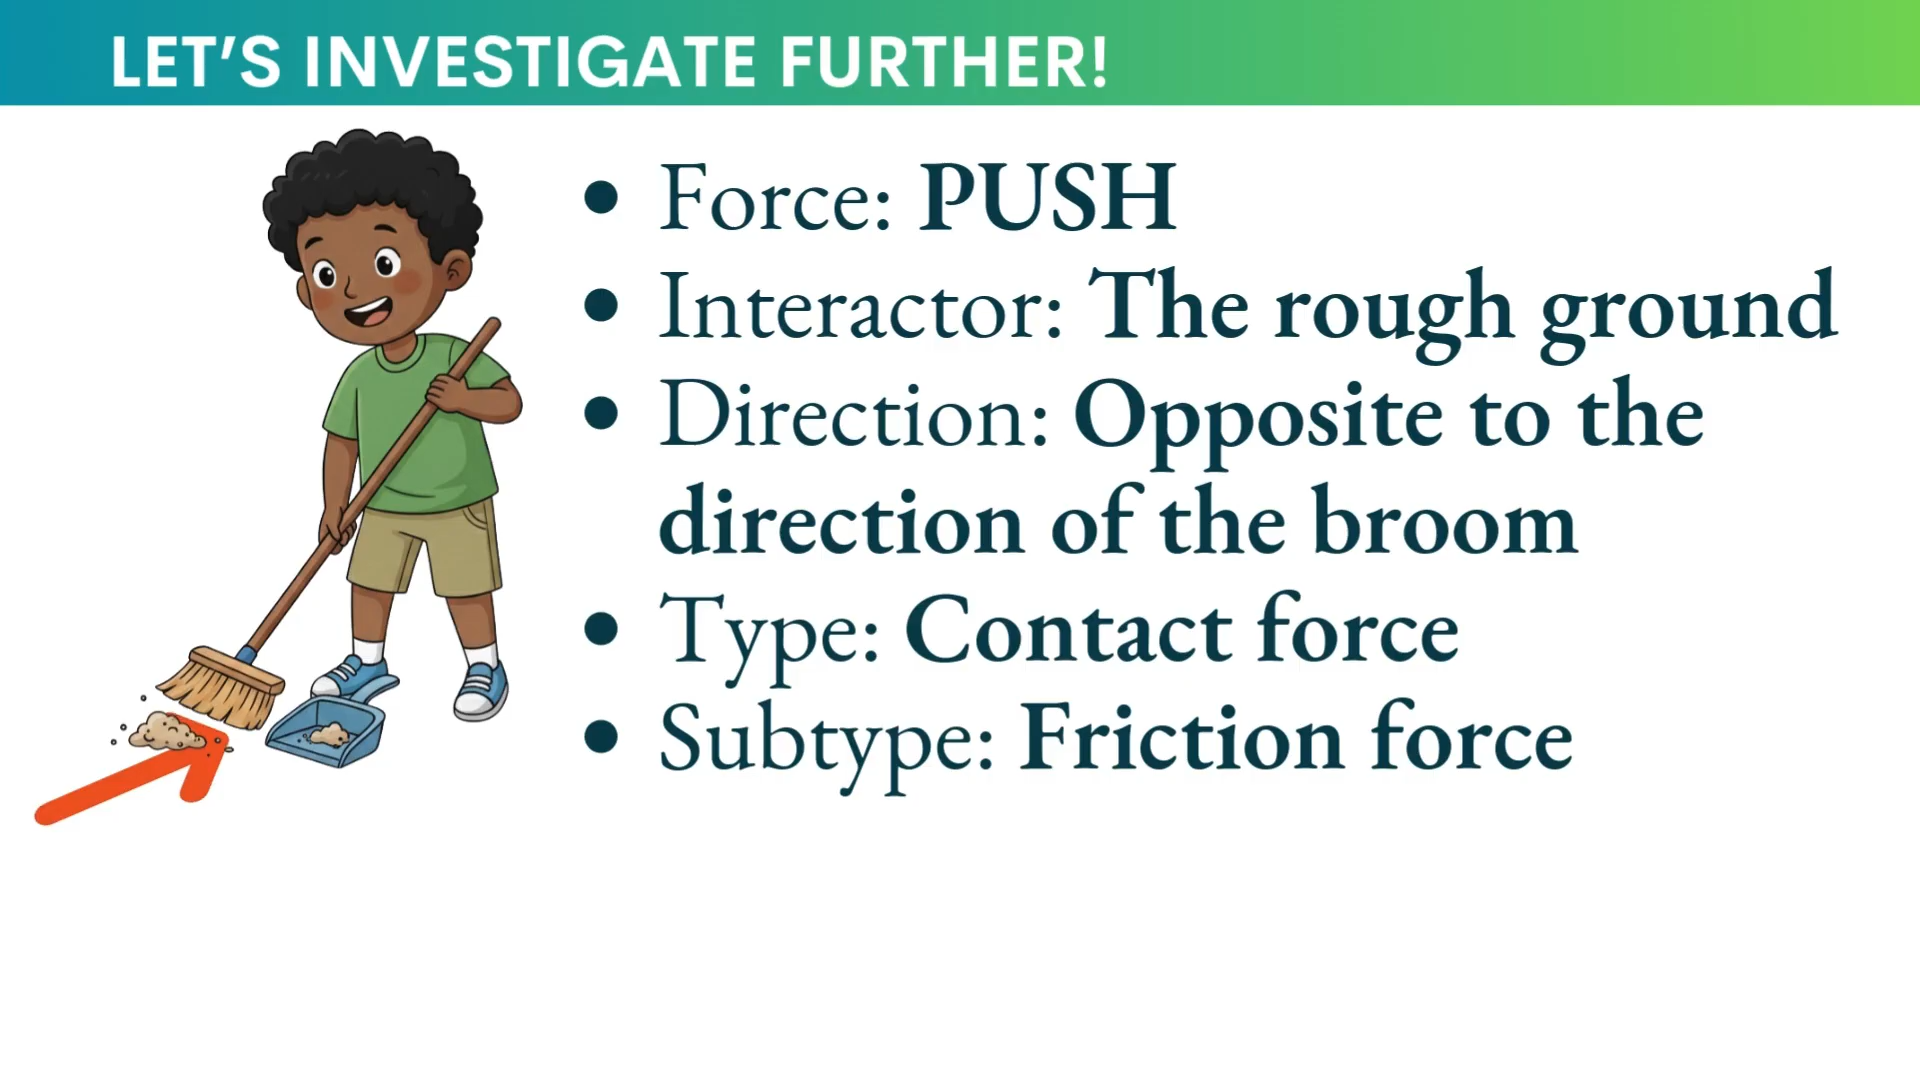 LET’S INVESTIGATE FURTHER!
• Force: PUSH
• Interactor: The rough ground
• Direction: Opposite to the
direction of the broom
• Type: Contact force
• Subtype: Friction force